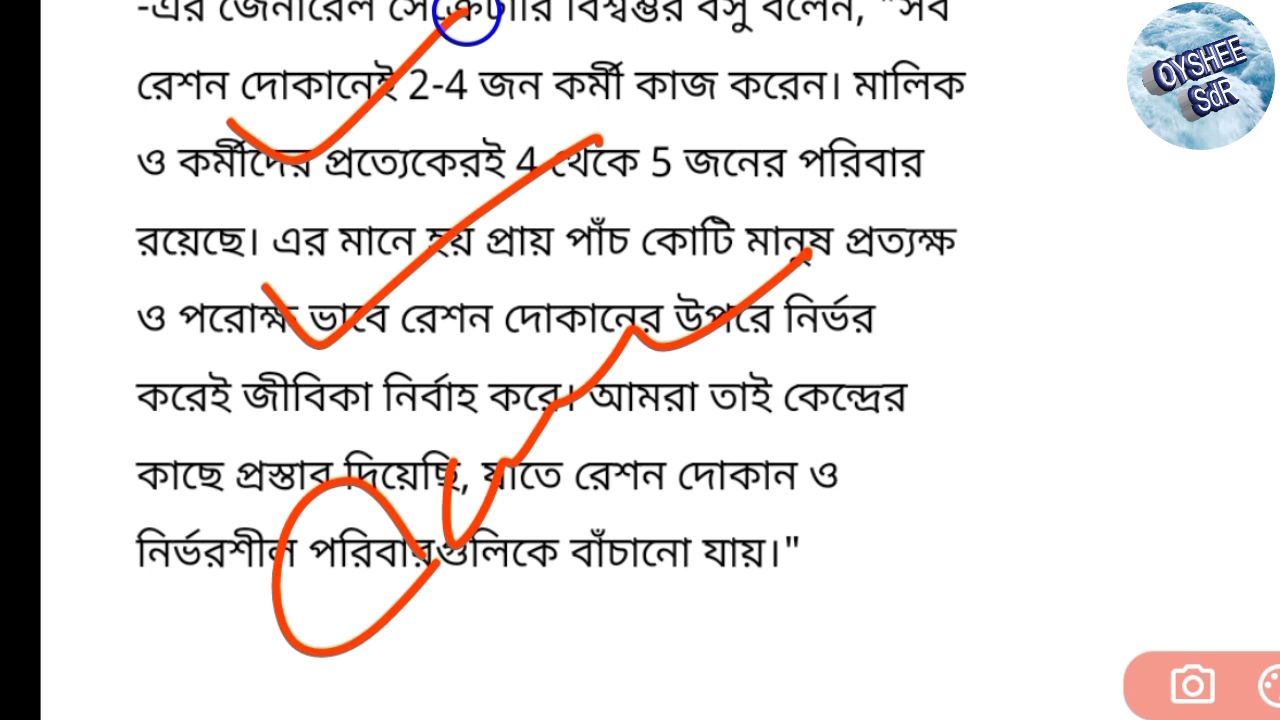 -এর জেনারেল সেক্রেটারি বিশ্বম্ভর বসু বলেন, "সব
রেশন দোকানেই 2-4 জন কর্মী কাজ করেন। মালিক
ও কর্মীদের প্রত্যেকেরই 4 থেকে 5 জনের পরিবার
রয়েছে। এর মানে হয় প্রায় পাঁচ কোটি মানুষ প্রত্যক্ষ
ও পরোক্ষ ভাবে রেশন দোকানের উপরে নির্ভর
করেই জীবিকা নির্বাহ করে। আমরা তাই কেন্দ্রের
কাছে প্রস্তাব দিয়েছি, যাতে রেশন দোকান ও
নির্ভরশীল পরিবারগুলিকে বাঁচানো যায়।"
OYSHEE
SdR